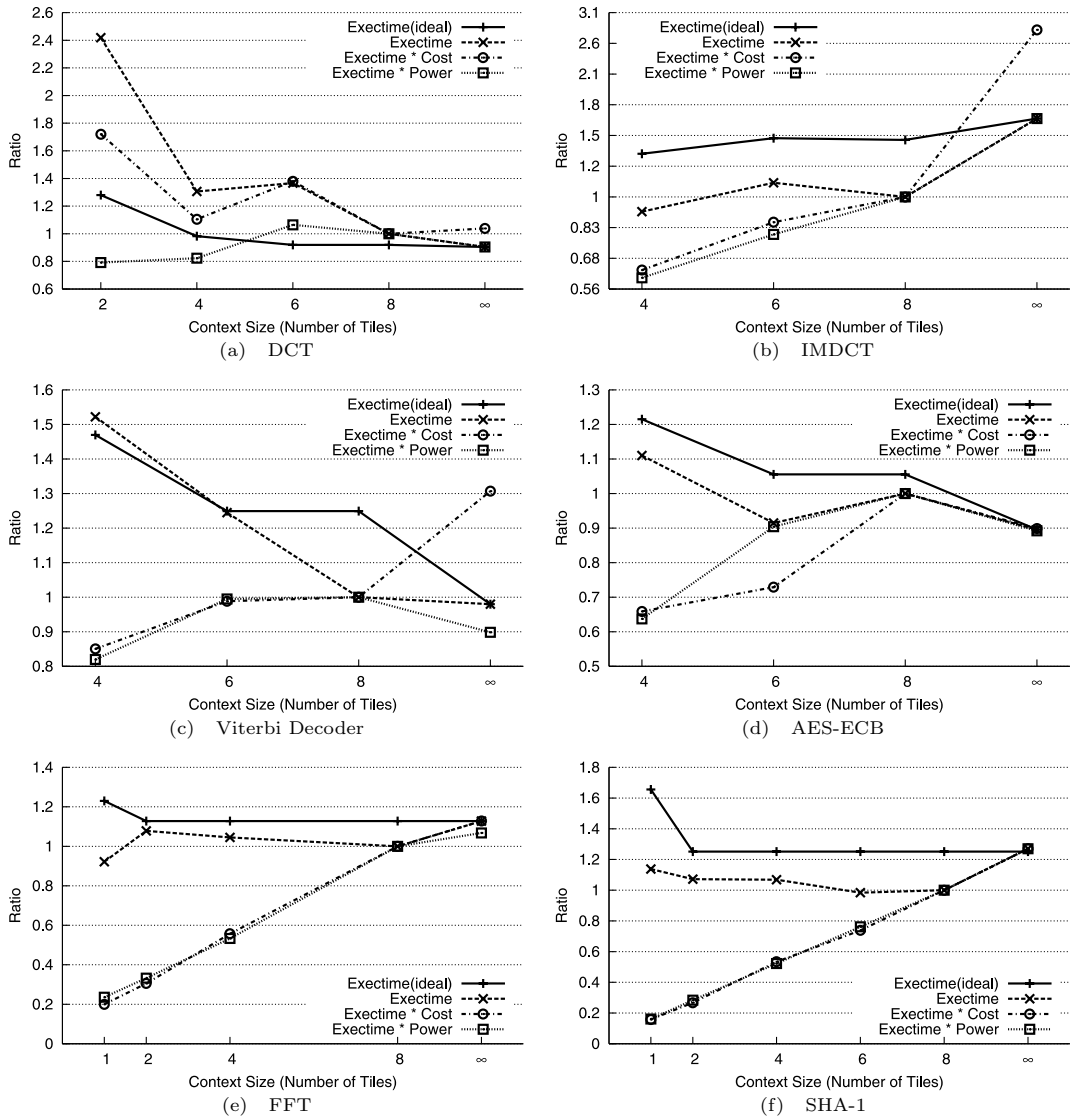 2.6
2.4
2.2
2
1.8
1.6
1.4
1.2
1
0.8
0.6
Ratio
Exectime(ideal)
Exectime
Exectime * Cost
Exectime * Power
2 4 6 8 ∞
Context Size (Number of Tiles)
(a) DCT
3.1
2.6
2.1
1.8
1.5
1.2
1
0.83
0.68
0.56
Ratio
Exectime(ideal)
Exectime
Exectime * Cost
Exectime * Power
4 6 8 ∞
Context Size (Number of Tiles)
(b) IMDCT
1.6
1.5
1.4
1.3
1.2
1.1
1
0.9
0.8
Ratio
Exectime(ideal)
Exectime
Exectime * Cost
Exectime * Power
4 6 8 ∞
Context Size (Number of Tiles)
(c) Viterbi Decoder
1.3
1.2
1.1
1
0.9
0.8
0.7
0.6
0.5
Ratio
Exectime(ideal)
Exectime
Exectime * Cost
Exectime * Power
4 6 8 ∞
Context Size (Number of Tiles)
(d) AES-ECB
1.4
1.2
1
0.8
0.6
0.4
0.2
0
Ratio
Exectime(ideal)
Exectime
Exectime * Cost
Exectime * Power
1 2 4 8 ∞
Context Size (Number of Tiles)
(e) FFT
1.8
1.6
1.4
1.2
1
0.8
0.6
0.4
0.2
0
Ratio
Exectime(ideal)
Exectime
Exectime * Cost
Exectime * Power
1 2 4 6 8 ∞
Context Size (Number of Tiles)
(f) SHA-1